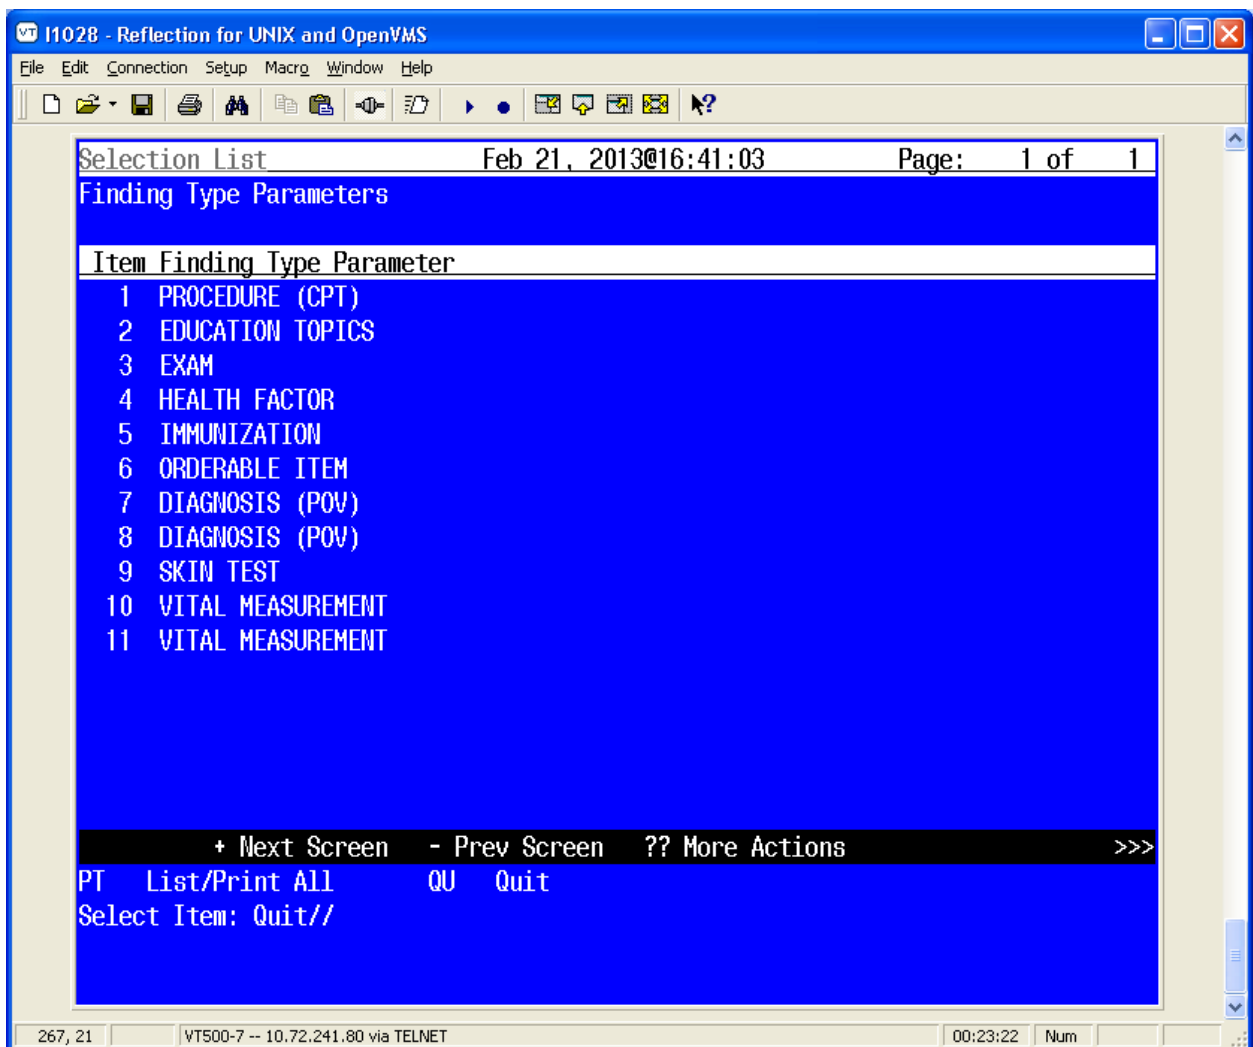 VT I1028 - Reflection for UNIX and OpenVMS
File Edit Connection Setup Macro Window Help
Selection List Feb 21, 2013@16:41:03 Page: 1 of 1
Finding Type Parameters
Item Finding Type Parameter
1 PROCEDURE (CPT)
2 EDUCATION TOPICS
3 EXAM
4 HEALTH FACTOR
5 IMMUNIZATION
6 ORDERABLE ITEM
7 DIAGNOSIS (POV)
8 DIAGNOSIS (POV)
9 SKIN TEST
10 VITAL MEASUREMENT
11 VITAL MEASUREMENT
+ Next Screen - Prev Screen ?? More Actions >>>
PT List/Print All QU Quit
Select Item: Quit//
267, 21 VT500-7 -- 10.72.241.80 via TELNET 00:23:22 Num